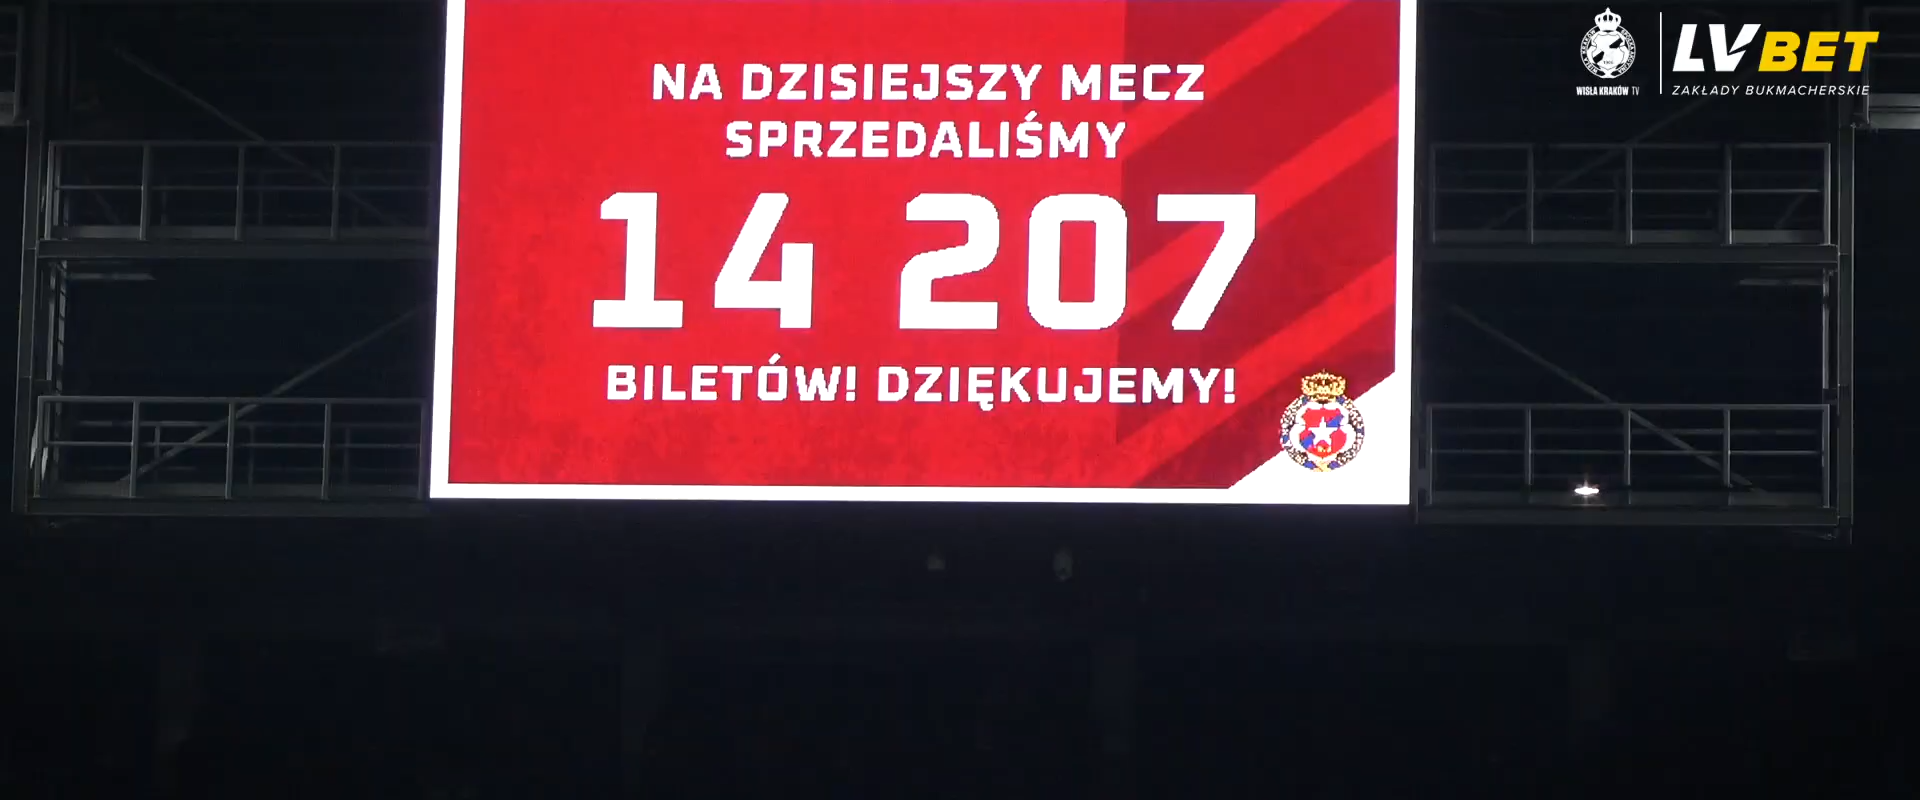 NA DZISIEJSZY MECZ
SPRZEDALIŚMY
14 207
BILETÓW! DZIĘKUJEMY!
WISŁA KRAKÓW TV
LVBET
ZAKŁADY BUKMACHERSKIE